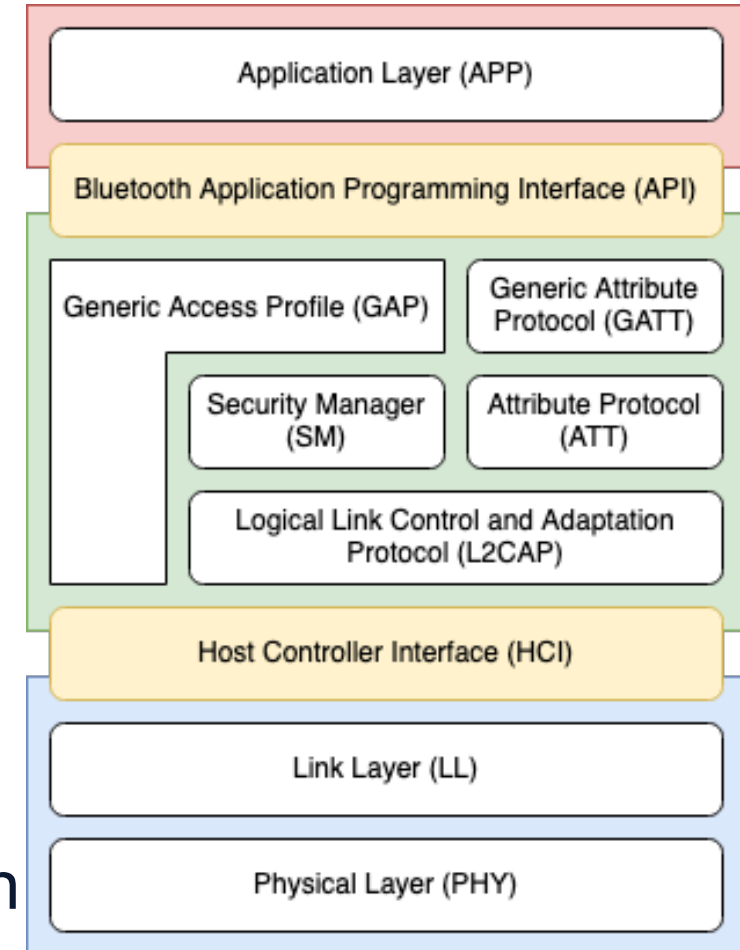 Application Layer (APP)
Bluetooth Application Programming Interface (API)
Generic Access Profile (GAP)
Generic Attribute
Protocol (GATT)
Security Manager
(SM)
Attribute Protocol
(ATT)
Logical Link Control and Adaptation
Protocol (L2CAP)
Host Controller Interface (HCI)
Link Layer (LL)
n
Physical Layer (PHY)